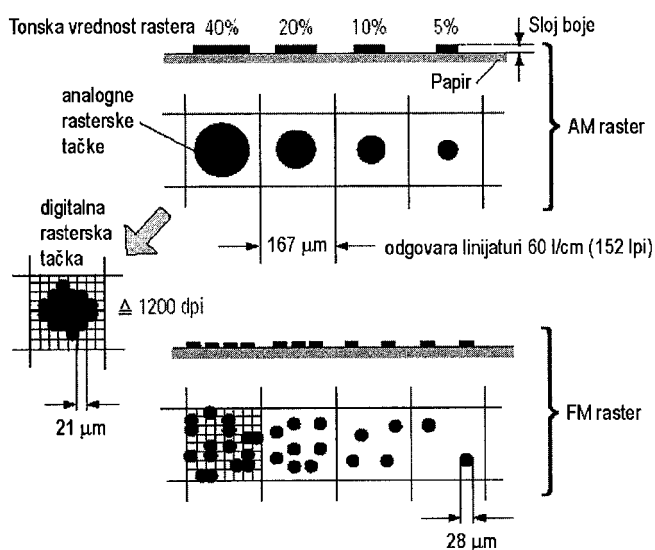 Tonska vrednost rastera 40% 20% 10% 5% Sloj boje
Papir
analogne
rasterske
tačke
AM raster
digitalna
rasterska
tačka
167 µm odgovara linijaturi 60 l/cm (152 lpi)
≙ 1200 dpi
21 µm
FM raster
28 µm